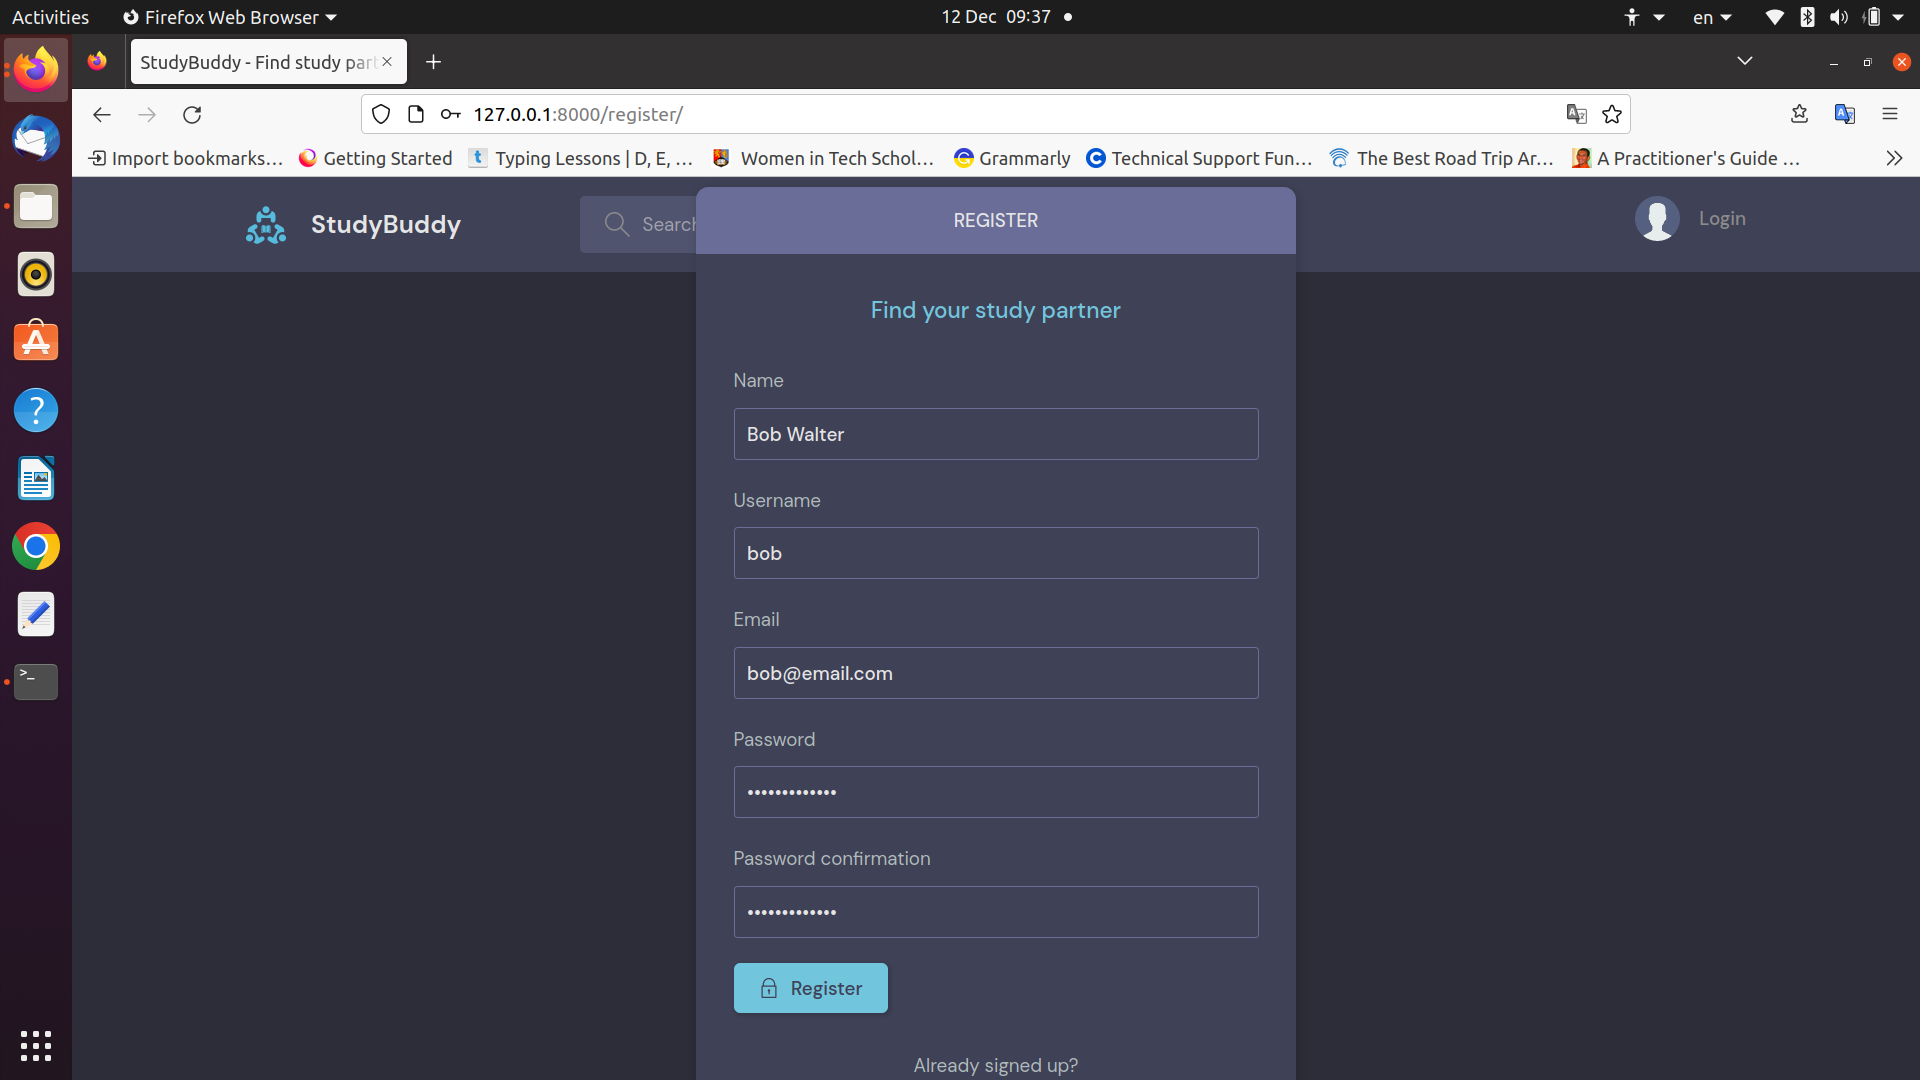 Activities
Firefox Web Browser
12 Dec 09:37
en
StudyBuddy - Find study par
127.0.0.1:8000/register/
Import bookmarks…
Getting Started
Typing Lessons | D, E, …
Women in Tech Schol…
Grammarly
Technical Support Fun…
The Best Road Trip Ar…
A Practitioner's Guide …
StudyBuddy
Search
REGISTER
Login
Find your study partner
Name
Bob Walter
Username
bob
Email
bob@email.com
Password
•••••••••••••
Password confirmation
•••••••••••••
Register
Already signed up?